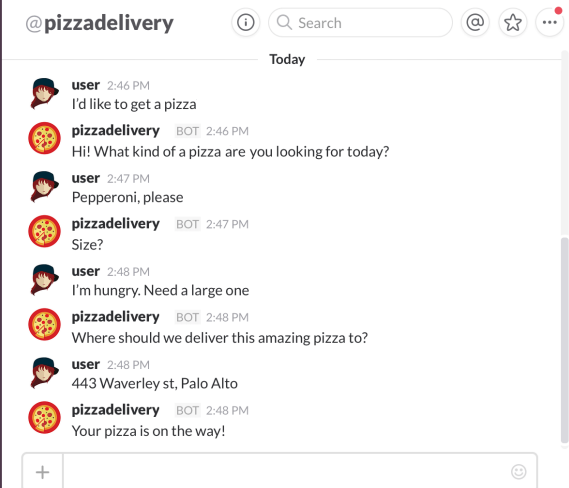 @pizzadelivery
Search
Today
user 2:46 PM
I'd like to get a pizza
pizzadelivery BOT 2:46 PM
Hi! What kind of a pizza are you looking for today?
user 2:47 PM
Pepperoni, please
pizzadelivery BOT 2:47 PM
Size?
user 2:48 PM
I'm hungry. Need a large one
pizzadelivery BOT 2:48 PM
Where should we deliver this amazing pizza to?
user 2:48 PM
443 Waverley st, Palo Alto
pizzadelivery BOT 2:48 PM
Your pizza is on the way!